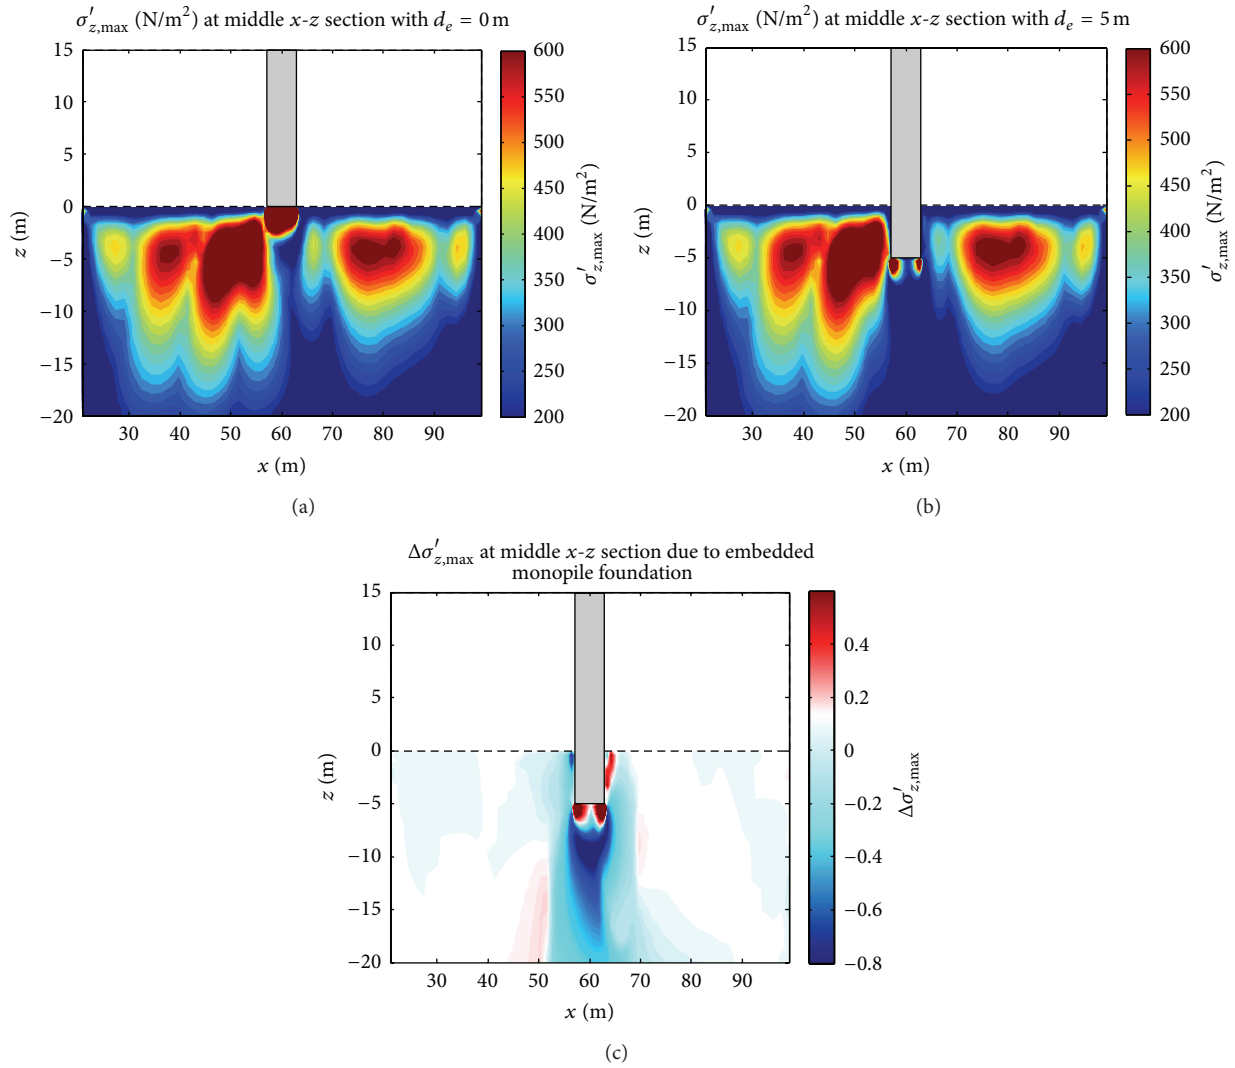 σ′z,max (N/m²) at middle x-z section with de = 0 m
15
10
5
0
−5
−10
−15
−20
z (m)
30 40 50 60 70 80 90
x (m)
600
550
500
450
400
350
300
250
200
σ′z,max (N/m²)
(a)
σ′z,max (N/m²) at middle x-z section with de = 5 m
15
10
5
0
−5
−10
−15
−20
z (m)
30 40 50 60 70 80 90
x (m)
600
550
500
450
400
350
300
250
200
σ′z,max (N/m²)
(b)
Δσ′z,max at middle x-z section due to embedded
monopile foundation
15
10
5
0
−5
−10
−15
−20
z (m)
30 40 50 60 70 80 90
x (m)
0.4
0.2
0
−0.2
−0.4
−0.6
−0.8
Δσ′z,max
(c)